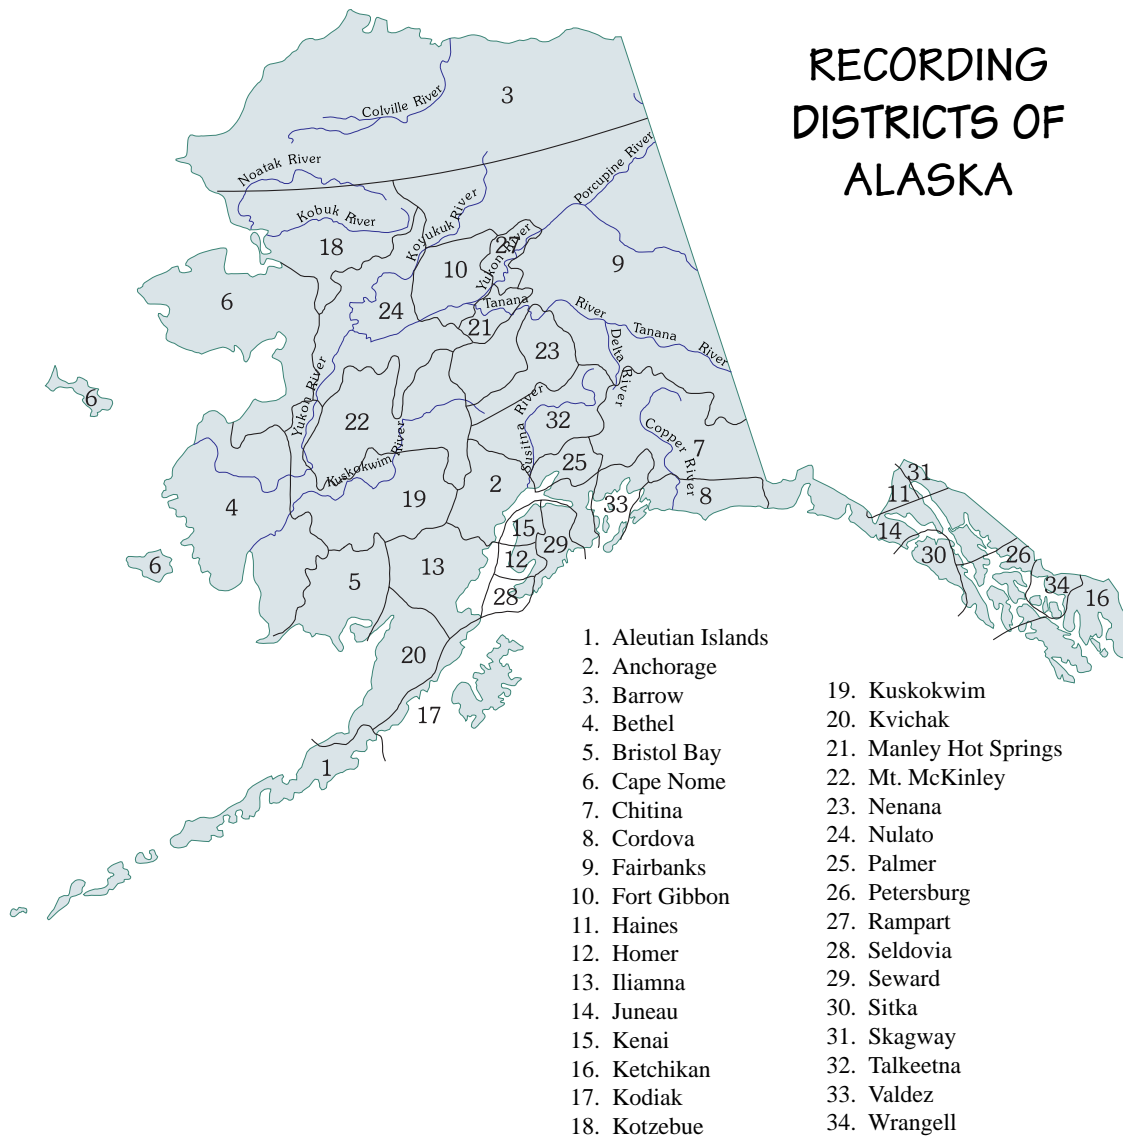 RECORDING
DISTRICTS OF
ALASKA
3
Colville River
Noatak River
Porcupine River
Kobuk River
Koyukuk River
18
27
Yukon River
10
9
6
24
Tanana
River
Tanana
River
21
23
Delta River
6
Yukon River
22
Susitna River
32
Copper River
7
Kuskokwim River
25
2
19
4
8
33
31
11
15
29
14
12
30
26
13
6
5
28
34
16
20
17
1
1. Aleutian Islands
2. Anchorage
3. Barrow
4. Bethel
5. Bristol Bay
6. Cape Nome
7. Chitina
8. Cordova
9. Fairbanks
10. Fort Gibbon
11. Haines
12. Homer
13. Iliamna
14. Juneau
15. Kenai
16. Ketchikan
17. Kodiak
18. Kotzebue
19. Kuskokwim
20. Kvichak
21. Manley Hot Springs
22. Mt. McKinley
23. Nenana
24. Nulato
25. Palmer
26. Petersburg
27. Rampart
28. Seldovia
29. Seward
30. Sitka
31. Skagway
32. Talkeetna
33. Valdez
34. Wrangell